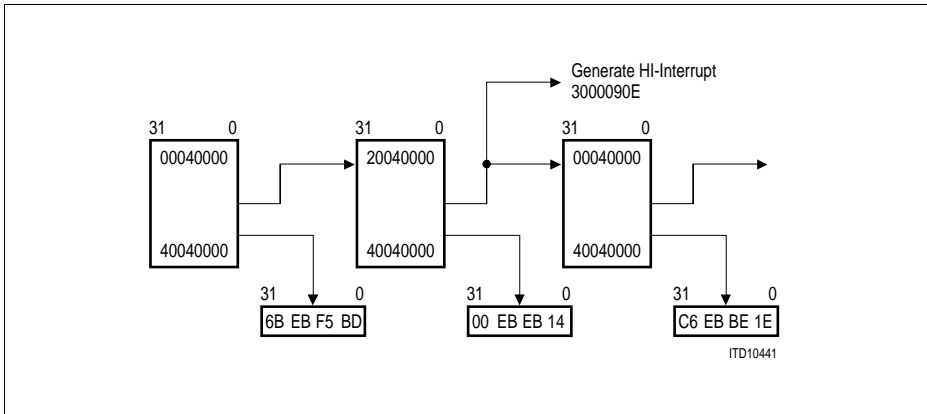 Generate HI-Interrupt
3000090E
31 0 31 0 31 0
00040000 20040000 00040000
40040000 40040000 40040000
31 0 31 0 31 0
6B EB F5 BD 00 EB EB 14 C6 EB BE 1E
ITD10441